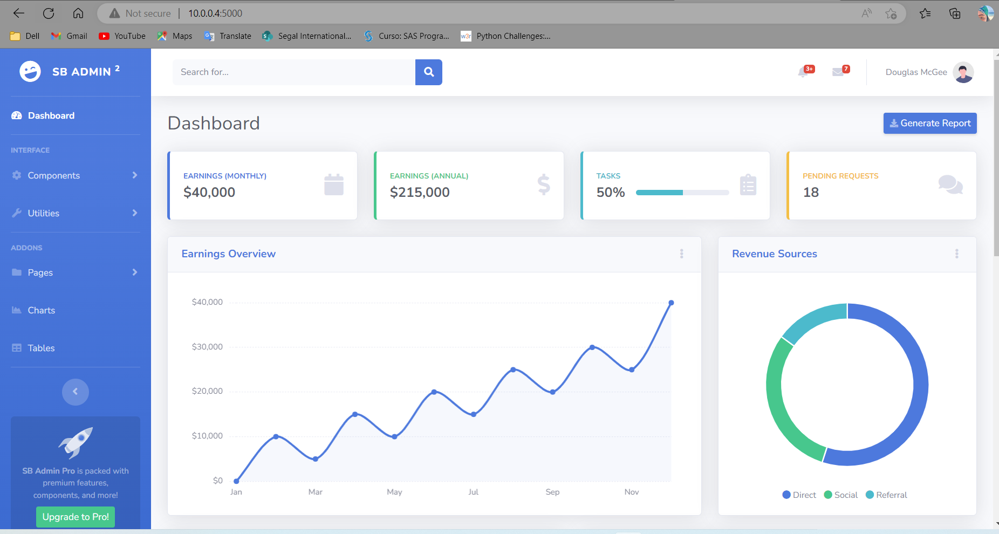 Not secure | 10.0.0.4:5000
Dell Gmail YouTube Maps Translate Segal International... Curso: SAS Progra... w3r Python Challenges:...
SB ADMIN 2
Search for...
3+
7
Douglas McGee
Dashboard
INTERFACE
Components
Utilities
ADDONS
Pages
Charts
Tables
SB Admin Pro is packed with
premium features,
components, and more!
Upgrade to Pro!
Dashboard
Generate Report
EARNINGS (MONTHLY)
$40,000
EARNINGS (ANNUAL)
$215,000
TASKS
50%
PENDING REQUESTS
18
Earnings Overview
$40,000
$30,000
$20,000
$10,000
$0
Jan Mar May Jul Sep Nov
Revenue Sources
Direct Social Referral